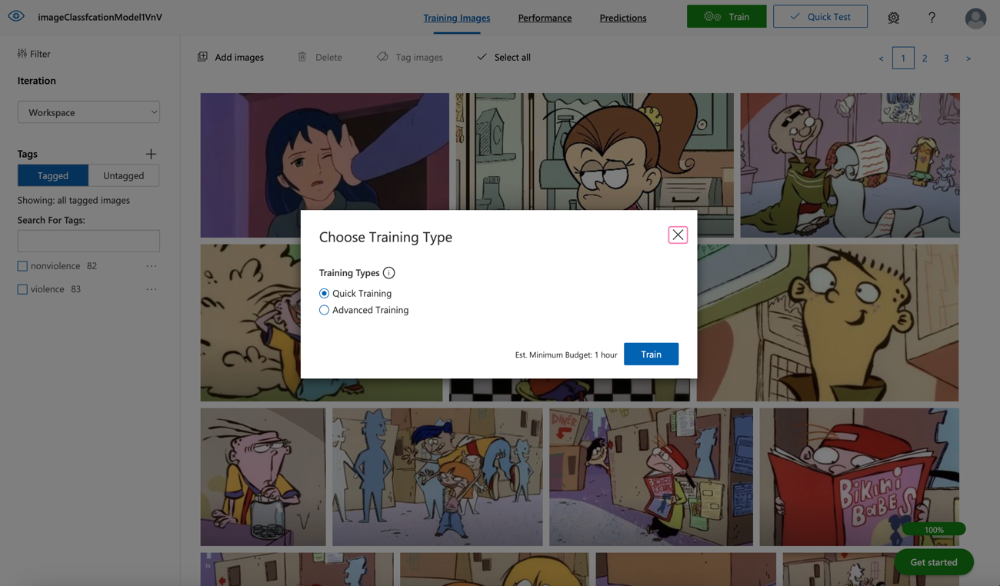 imageClassfcationModel1VnV
Training Images
Performance
Predictions
Train
Quick Test
?
Filter
Add images
Delete
Tag images
Select all
< 1 2 3 >
Iteration
Workspace
Tags
Tagged
Untagged
Showing: all tagged images
Search For Tags:
nonviolence 82
violence 83
Choose Training Type
Training Types
Quick Training
Advanced Training
Est. Minimum Budget: 1 hour
Train
DINER
BIKINI
BABES
BIKINI
BABES
100%
Get started